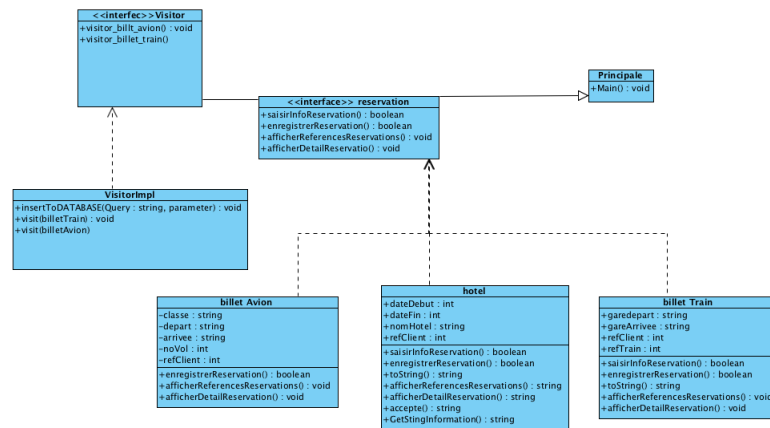 <<interfec>>Visitor
+visitor_billt_avion() : void
+visitor_billet_train()
Principale
+Main() : void
<<interface>> reservation
+saisirInfoReservation() : boolean
+enregistrerReservation() : boolean
+afficherReferencesReservations() : void
+afficherDetailReservatio() : void
VisitorImpl
+insertToDATABASE(Query : string, parameter) : void
+visit(billetTrain) : void
+visit(billetAvion)
billet Avion
-classe : string
-depart : string
-arrivee : string
-noVol : int
-refClient : int
+enregistrerReservation() : boolean
+afficherReferencesReservations() : void
+afficherDetailReservation() : void
hotel
+dateDebut : int
+dateFin : int
+nomHotel : string
+refClient : int
+saisirInfoReservation() : boolean
+enregistrerReservation() : boolean
+toString() : string
+afficherReferencesReservations() : string
+afficherDetailReservation() : string
+accepte() : string
+GetStingInformation() : string
billet Train
+garedepart : string
+gareArrivee : string
+refClient : int
+refTrain : int
+saisirInfoReservation() : boolean
+enregistrerReservation() : boolean
+toString() : string
+afficherReferencesReservations() : void
+afficherDetailReservation() : void